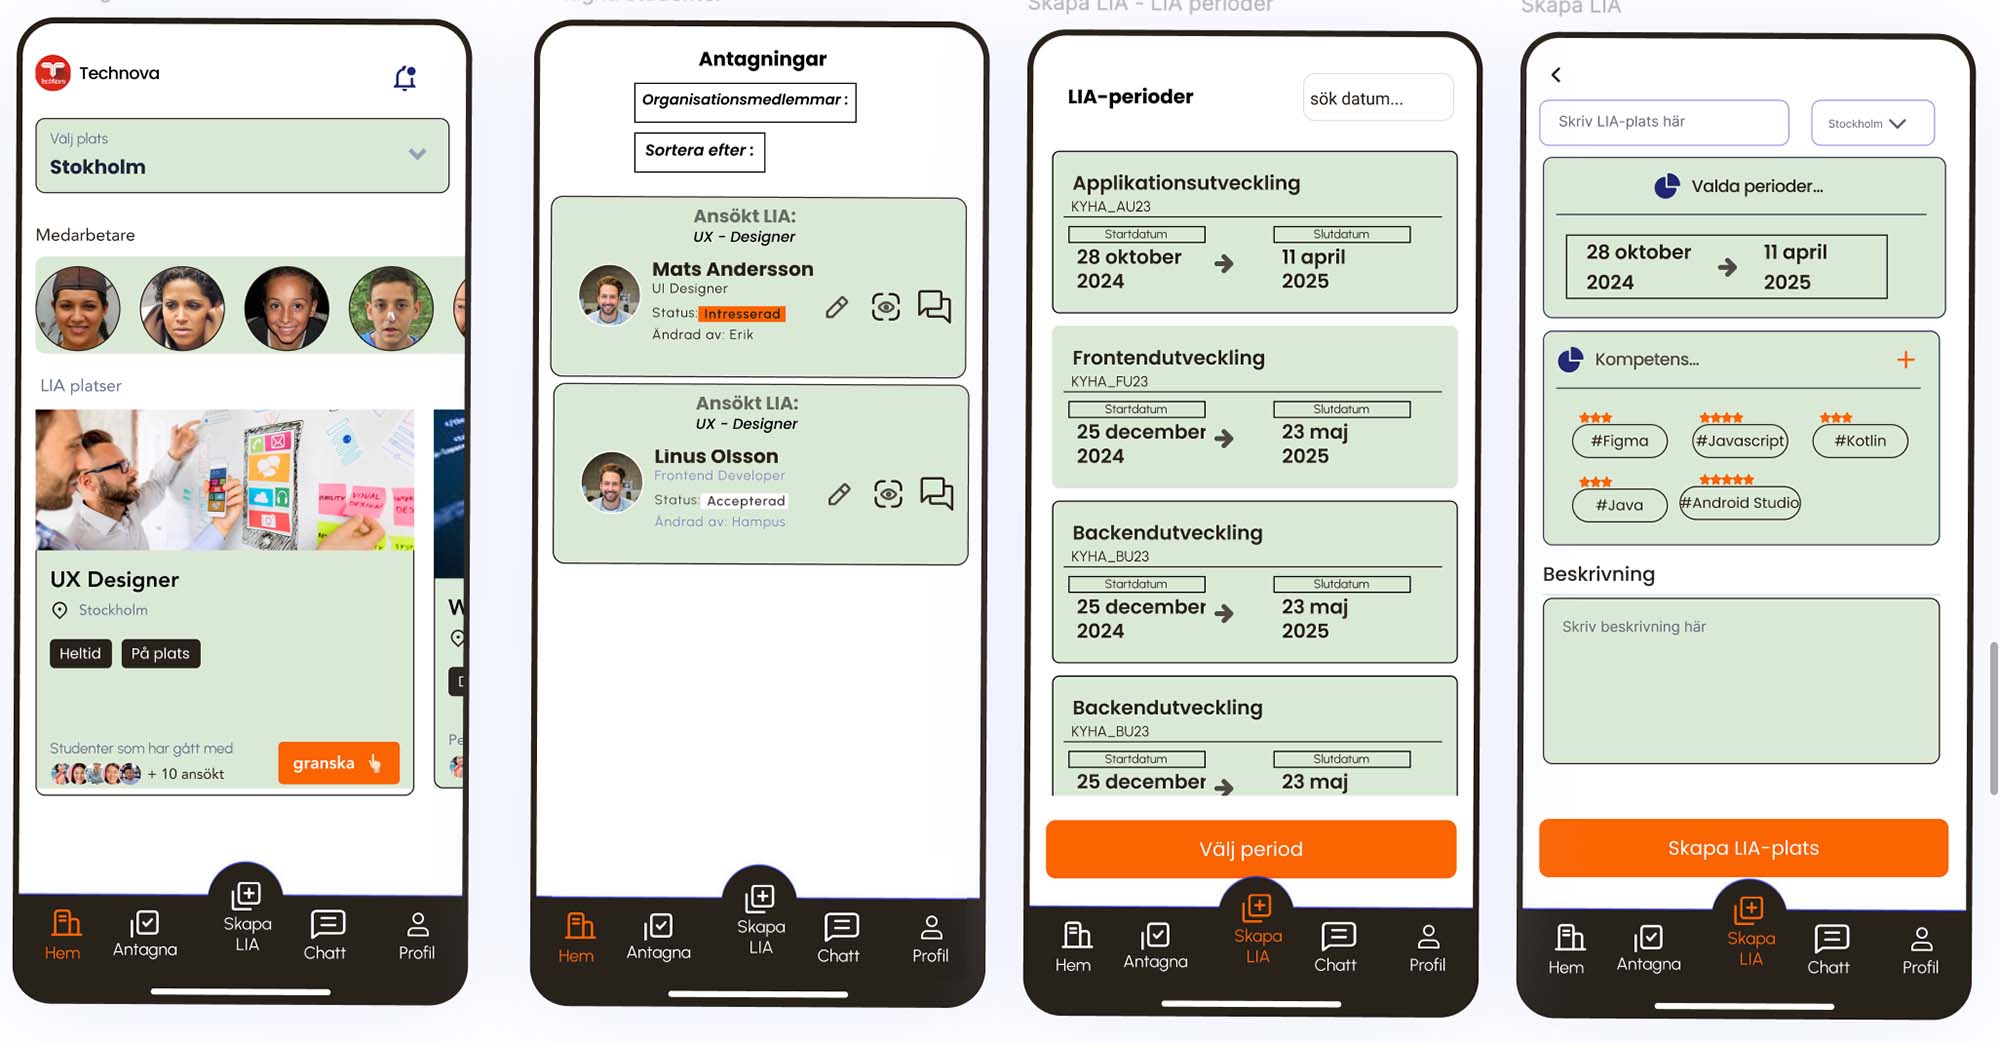 Technova
Välj plats
Stokholm
Medarbetare
LIA platser
UX Designer
Stockholm
Heltid
På plats
Studenter som har gått med
+ 10 ansökt
granska
Hem
Antagna
Skapa
LIA
Chatt
Profil
Antagningar
Organisationsmedlemmar :
Sortera efter :
Ansökt LIA:
UX - Designer
Mats Andersson
UI Designer
Status: Intresserad
Ändrad av: Erik
Ansökt LIA:
UX - Designer
Linus Olsson
Frontend Developer
Status: Accepterad
Ändrad av: Hampus
Hem
Antagna
Skapa
LIA
Chatt
Profil
Skapa LIA - LIA perioder
LIA-perioder
sök datum...
Applikationsutveckling
KYHA_AU23
Startdatum
Slutdatum
28 oktober
2024
11 april
2025
Frontendutveckling
KYHA_FU23
Startdatum
Slutdatum
25 december
2024
23 maj
2025
Backendutveckling
KYHA_BU23
Startdatum
Slutdatum
25 december
2024
23 maj
2025
Backendutveckling
KYHA_BU23
Startdatum
Slutdatum
25 december
23 maj
Välj period
Hem
Antagna
Skapa
LIA
Chatt
Profil
Skapa LIA
Skriv LIA-plats här
Stockholm
Valda perioder...
28 oktober
2024
11 april
2025
Kompetens...
#Figma
#Javascript
#Kotlin
#Java
#Android Studio
Beskrivning
Skriv beskrivning här
Skapa LIA-plats
Hem
Antagna
Skapa
LIA
Chatt
Profil